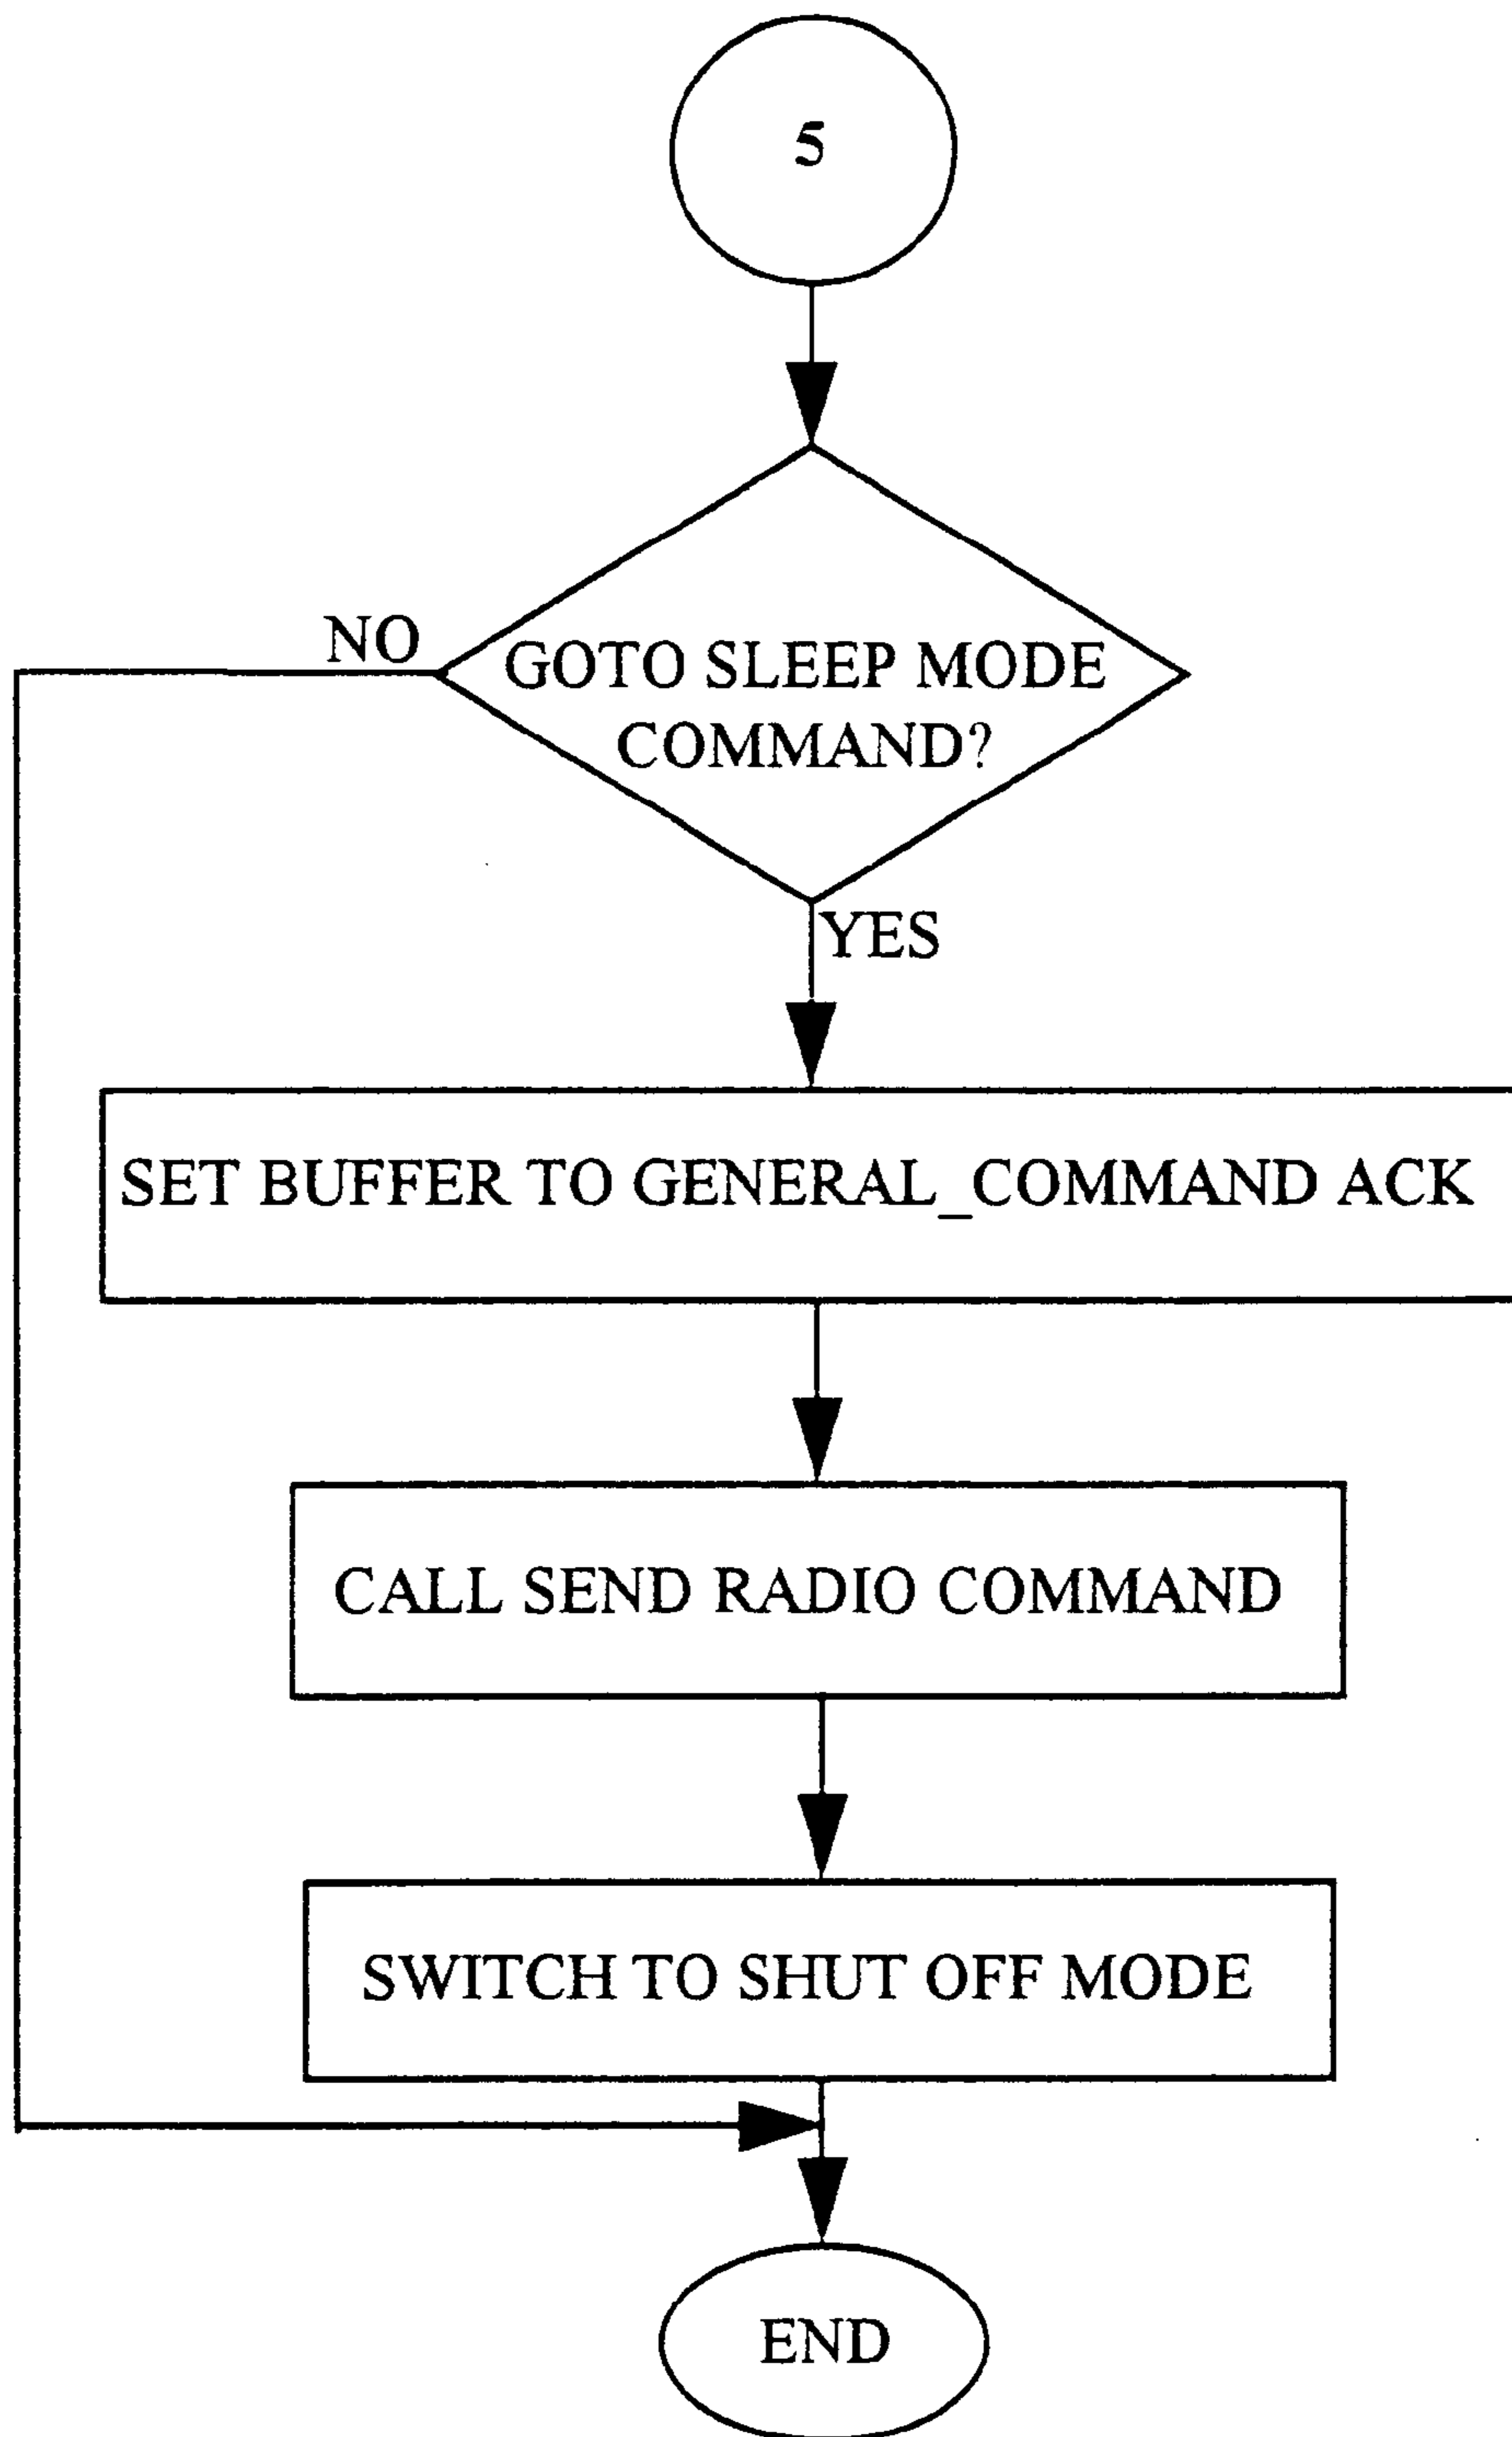 5
NO
GOTO SLEEP MODE
COMMAND?
YES
SET BUFFER TO GENERAL_COMMAND ACK
CALL SEND RADIO COMMAND
SWITCH TO SHUT OFF MODE
END